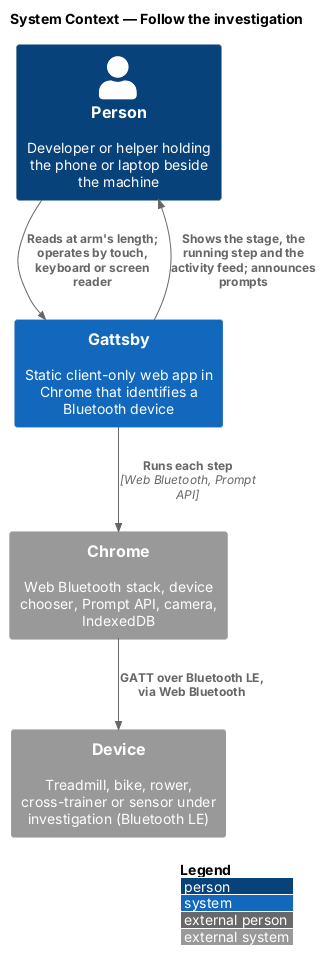 System Context — Follow the investigation
Person
Developer or helper holding
the phone or laptop beside
the machine
Reads at arm's length;
operates by touch,
keyboard or screen
reader
Shows the stage, the
running step and the
activity feed; announces
prompts
Gattsby
Static client-only web app in
Chrome that identifies a
Bluetooth device
Runs each step
[Web Bluetooth, Prompt
API]
Chrome
Web Bluetooth stack, device
chooser, Prompt API, camera,
IndexedDB
GATT over Bluetooth LE,
via Web Bluetooth
Device
Treadmill, bike, rower,
cross-trainer or sensor under
investigation (Bluetooth LE)
Legend
person
system
external person
external system